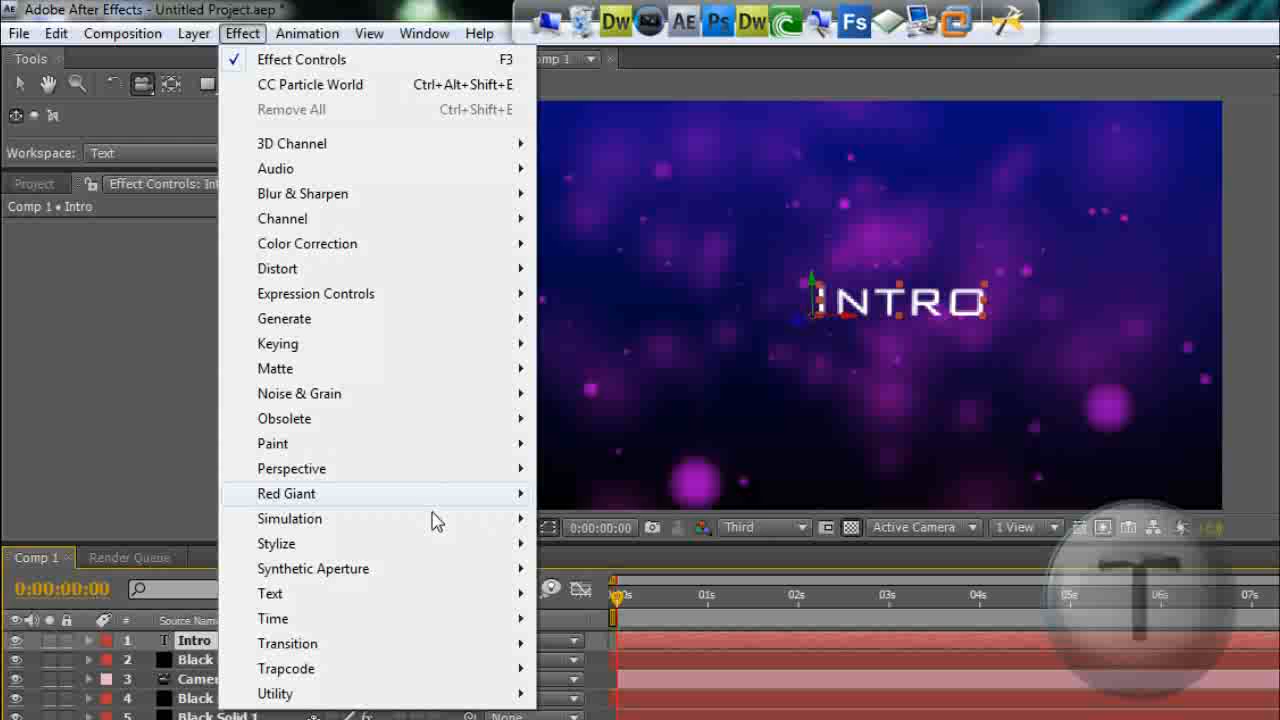 Adobe After Effects - Untitled Project.aep *
File Edit Composition Layer Effect Animation View Window Help
Dw AE Ps Dw Fs
Tools
Effect Controls F3
CC Particle World Ctrl+Alt+Shift+E
Remove All Ctrl+Shift+E
3D Channel
Audio
Blur & Sharpen
Channel
Color Correction
Distort
Expression Controls
Generate
Keying
Matte
Noise & Grain
Obsolete
Paint
Perspective
Red Giant
Simulation
Stylize
Synthetic Aperture
Text
Time
Transition
Trapcode
Utility
Workspace: Text
Project Effect Controls:
Comp 1 • Intro
INTRO
0:00:00:00 Third Active Camera 1 View
Comp 1 Render Queue
0:00:00:00
01s 02s 03s 04s 05s 06s 07s
# Source Name
1 T Intro
2 Black
3
4 Black
5 Black Solid 1 fx None
T